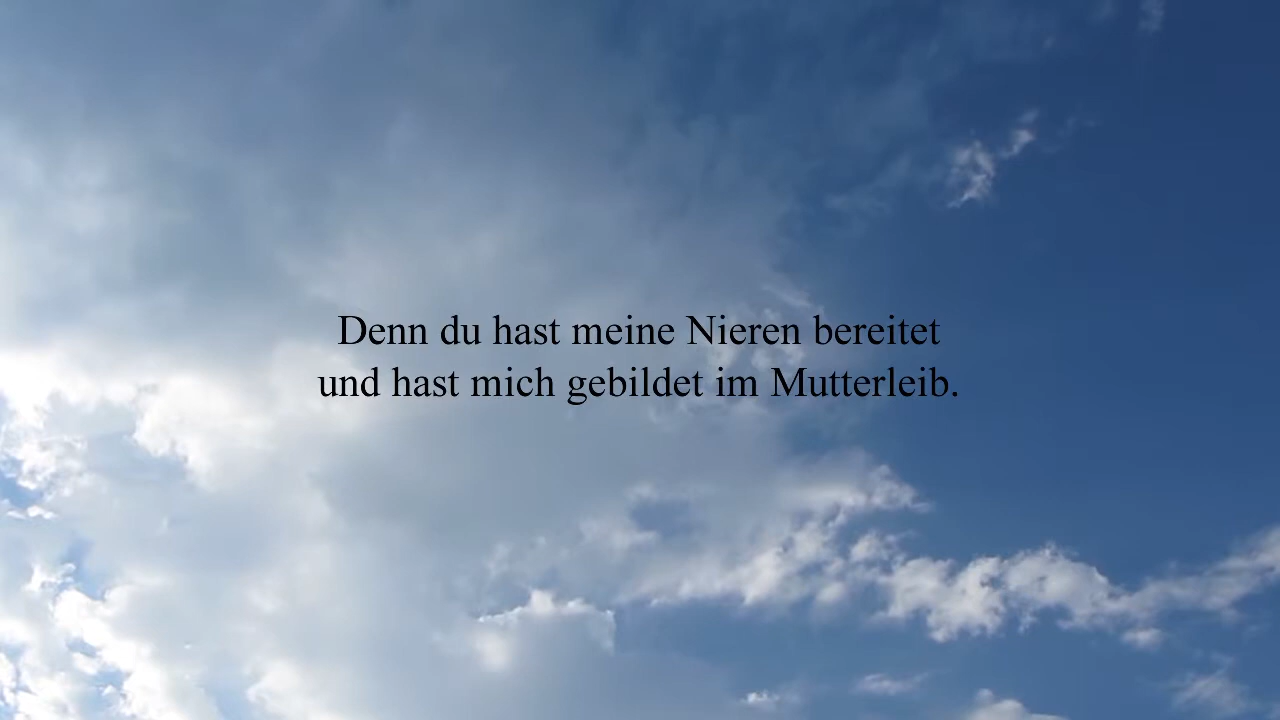 Denn du hast meine Nieren bereitet
und hast mich gebildet im Mutterleib.